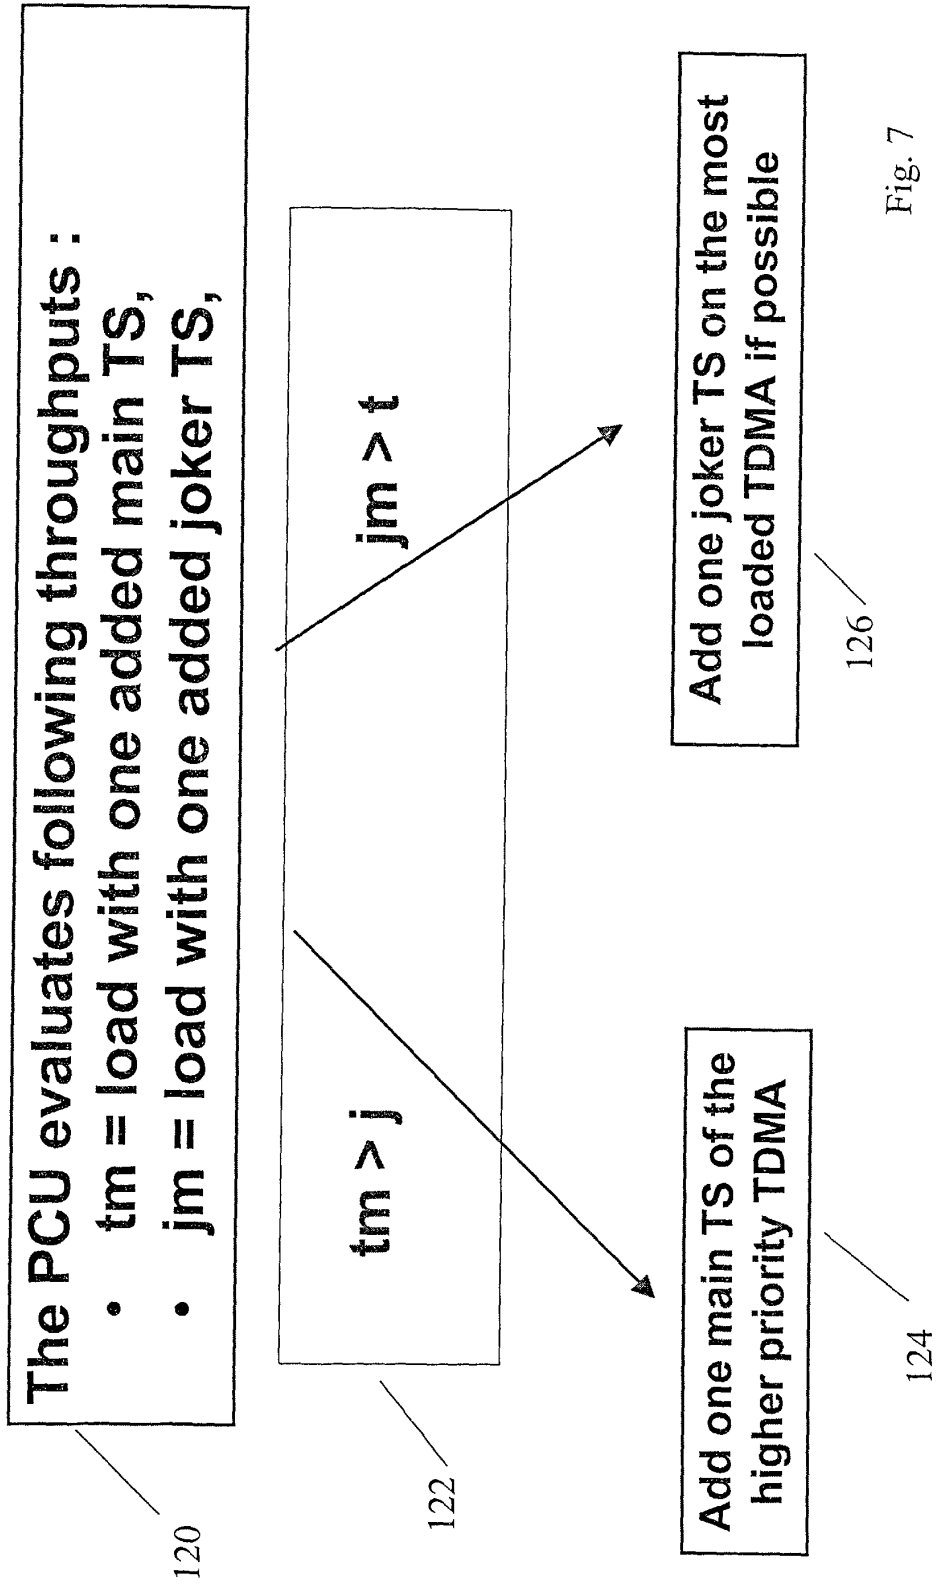 The PCU evaluates following throughputs :
• tm = load with one added main TS,
• jm = load with one added joker TS,
120
tm > j
jm > t
122
Add one main TS of the
higher priority TDMA
124
Add one joker TS on the most
loaded TDMA if possible
126
Fig. 7